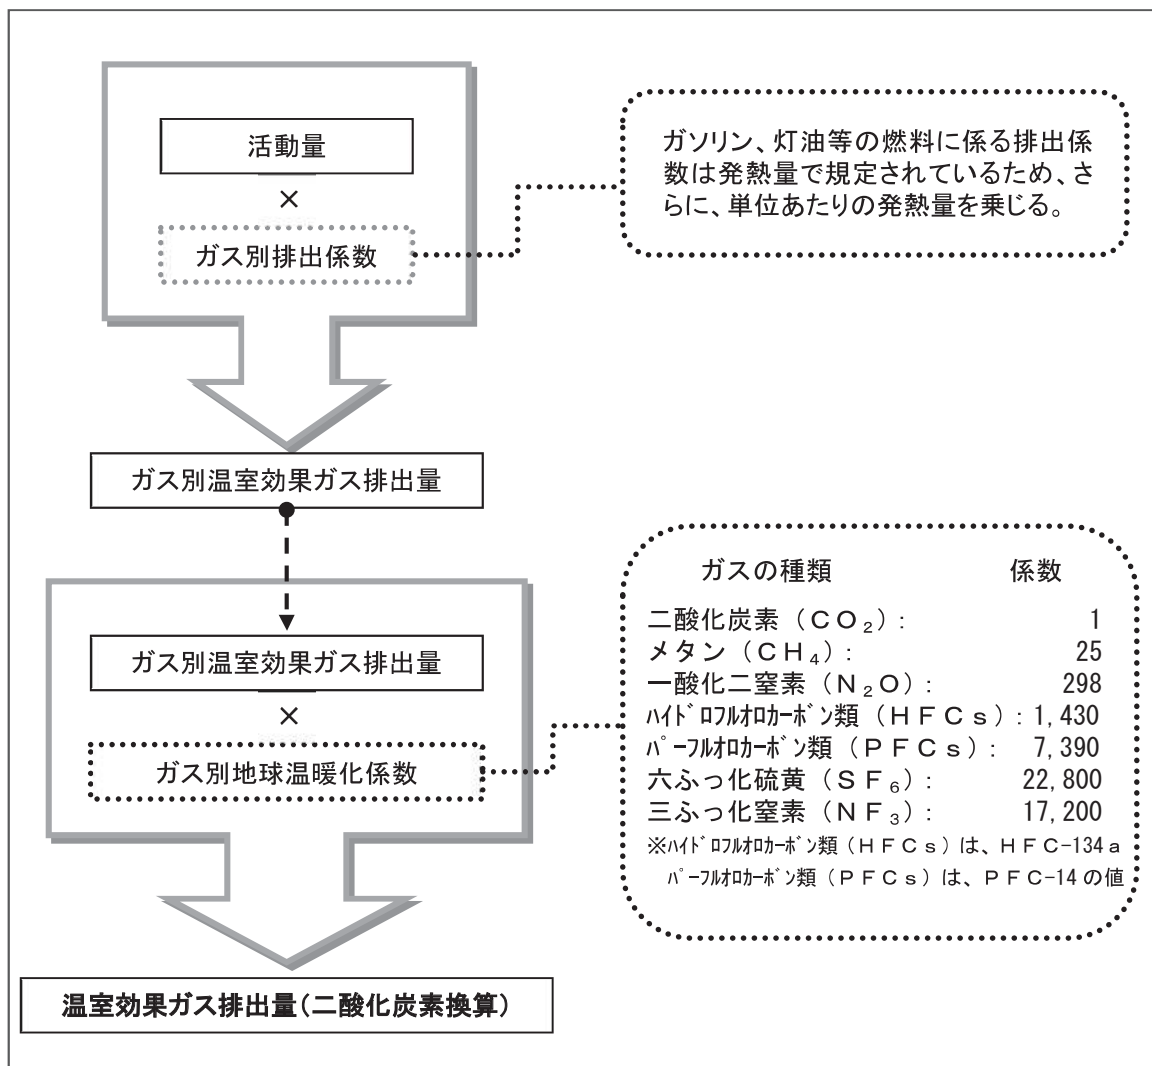 活動量
×
ガス別排出係数
ガソリン、灯油等の燃料に係る排出係
数は発熱量で規定されているため、さ
らに、単位あたりの発熱量を乗じる。
ガス別温室効果ガス排出量
ガス別温室効果ガス排出量
×
ガス別地球温暖化係数
ガスの種類 係数
二酸化炭素（ＣＯ₂）： 1
メタン（ＣＨ₄）： 25
一酸化二窒素（Ｎ₂Ｏ）： 298
ﾊｲﾄﾞﾛﾌﾙｵﾛｶｰﾎﾞﾝ類（ＨＦＣｓ）： 1,430
ﾊﾟｰﾌﾙｵﾛｶｰﾎﾞﾝ類（ＰＦＣｓ）： 7,390
六ふっ化硫黄（ＳＦ₆）： 22,800
三ふっ化窒素（ＮＦ₃）： 17,200
※ﾊｲﾄﾞﾛﾌﾙｵﾛｶｰﾎﾞﾝ類（ＨＦＣｓ）は、ＨＦＣ-134ａ
ﾊﾟｰﾌﾙｵﾛｶｰﾎﾞﾝ類（ＰＦＣｓ）は、ＰＦＣ-14の値
温室効果ガス排出量（二酸化炭素換算）